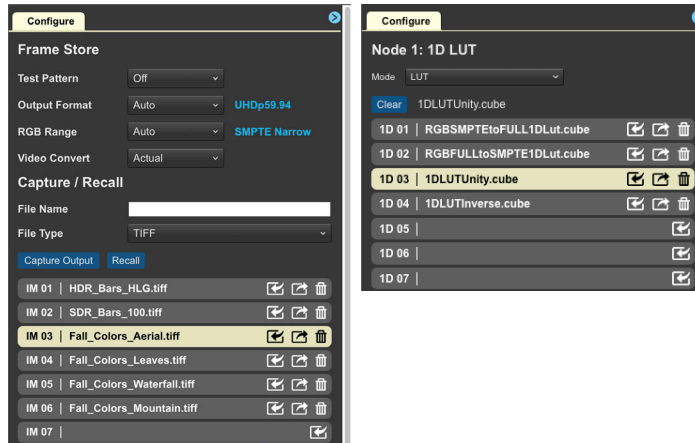 Configure
Frame Store
Test Pattern Off
Output Format Auto UHDp59.94
RGB Range Auto SMPTE Narrow
Video Convert Actual
Capture / Recall
File Name
File Type TIFF
Capture Output Recall
IM 01 | HDR_Bars_HLG.tiff
IM 02 | SDR_Bars_100.tiff
IM 03 | Fall_Colors_Aerial.tiff
IM 04 | Fall_Colors_Leaves.tiff
IM 05 | Fall_Colors_Waterfall.tiff
IM 06 | Fall_Colors_Mountain.tiff
IM 07 |
Configure
Node 1: 1D LUT
Mode LUT
Clear 1DLUTUnity.cube
1D 01 | RGBSMPTEtoFULL1DLut.cube
1D 02 | RGBFULLtoSMPTE1DLut.cube
1D 03 | 1DLUTUnity.cube
1D 04 | 1DLUTInverse.cube
1D 05 |
1D 06 |
1D 07 |